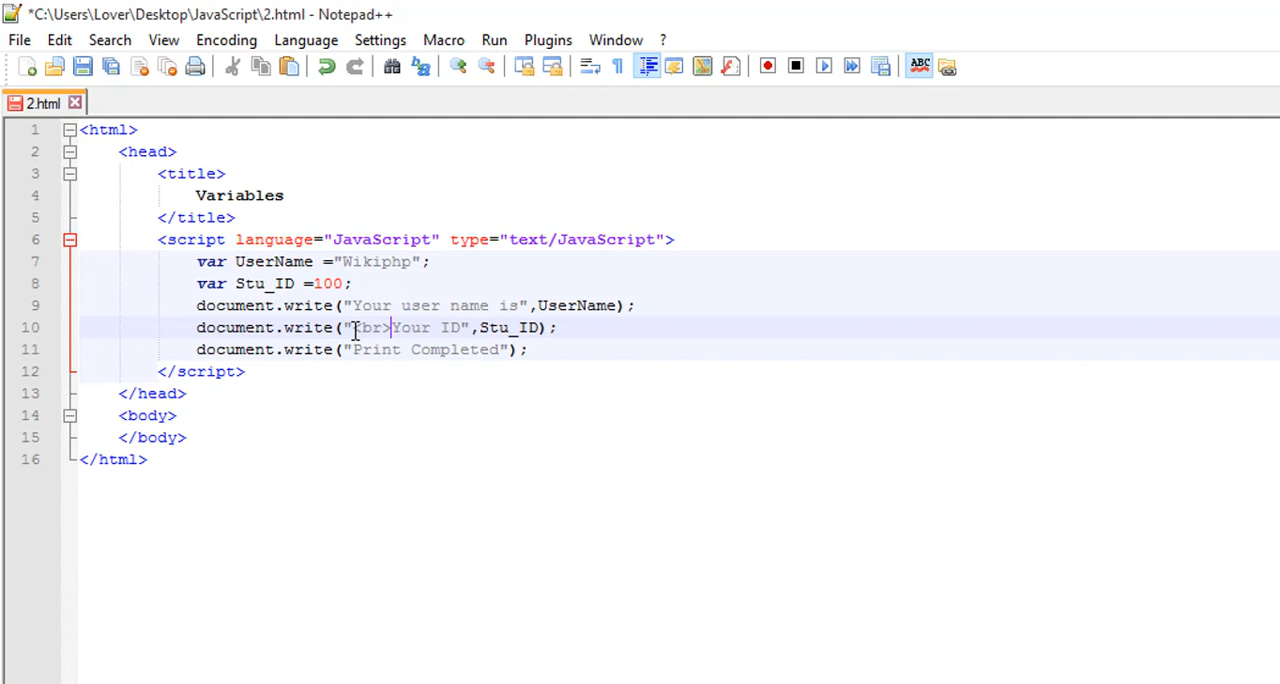 *C:\Users\Lover\Desktop\JavaScript\2.html - Notepad++
File Edit Search View Encoding Language Settings Macro Run Plugins Window ?
ABC
2.html
1 <html>
2 <head>
3 <title>
4 Variables
5 </title>
6 <script language="JavaScript" type="text/JavaScript">
7 var UserName ="Wikiphp";
8 var Stu_ID =100;
9 document.write("Your user name is",UserName);
10 document.write("<br>Your ID",Stu_ID);
11 document.write("Print Completed");
12 </script>
13 </head>
14 <body>
15 </body>
16 </html>